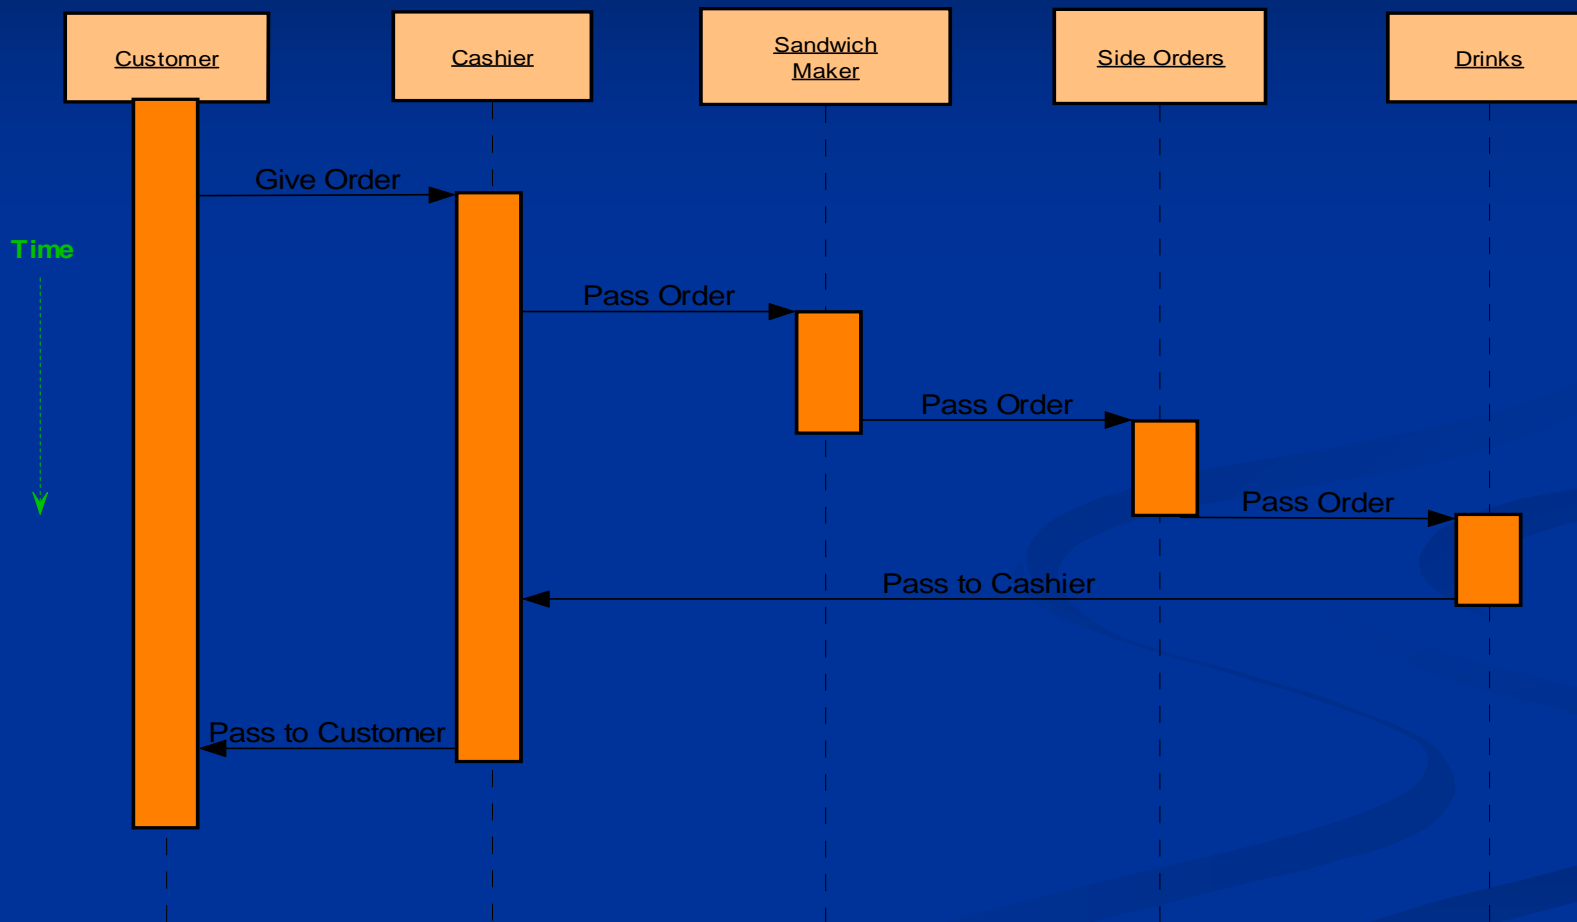 Customer
Cashier
Sandwich
Maker
Side Orders
Drinks
Give Order
Time
Pass Order
Pass Order
Pass Order
Pass to Cashier
Pass to Customer